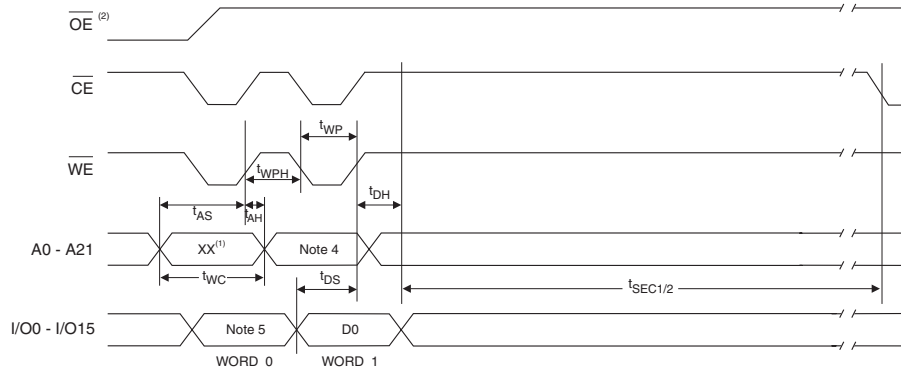 OE (2)
CE
tWP
WE
tWPH
tDH
tAS
tAH
A0 - A21
XX(1)
Note 4
tWC
tDS
tSEC1/2
I/O0 - I/O15
Note 5
D0
WORD 0
WORD 1